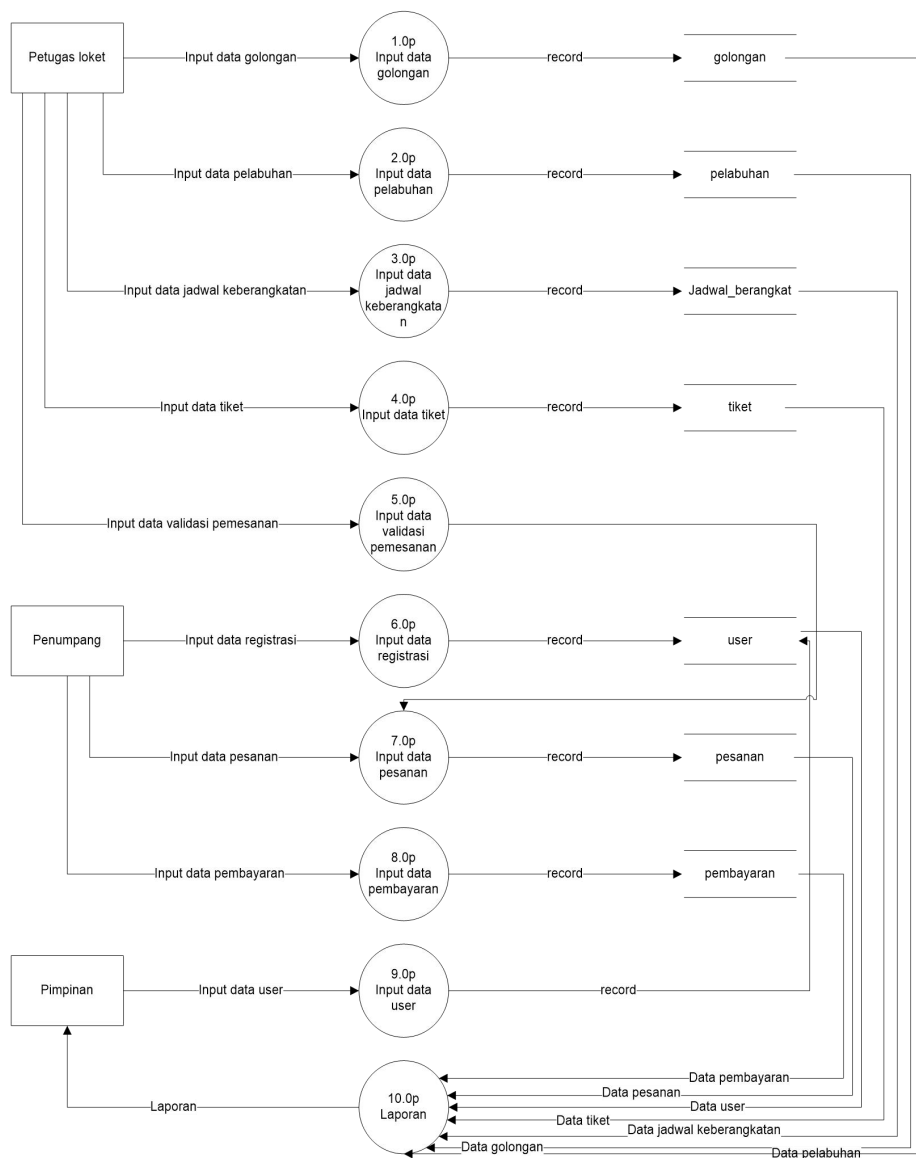 Petugas loket
Input data golongan
1.0p
Input data
golongan
record
golongan
Input data pelabuhan
2.0p
Input data
pelabuhan
record
pelabuhan
Input data jadwal keberangkatan
3.0p
Input data
jadwal
keberangkata
n
record
Jadwal_berangkat
Input data tiket
4.0p
Input data tiket
record
tiket
Input data validasi pemesanan
5.0p
Input data
validasi
pemesanan
Penumpang
Input data registrasi
6.0p
Input data
registrasi
record
user
Input data pesanan
7.0p
Input data
pesanan
record
pesanan
Input data pembayaran
8.0p
Input data
pembayaran
record
pembayaran
Pimpinan
Input data user
9.0p
Input data
user
record
Laporan
10.0p
Laporan
Data pembayaran
Data pesanan
Data user
Data tiket
Data jadwal keberangkatan
Data golongan
Data pelabuhan